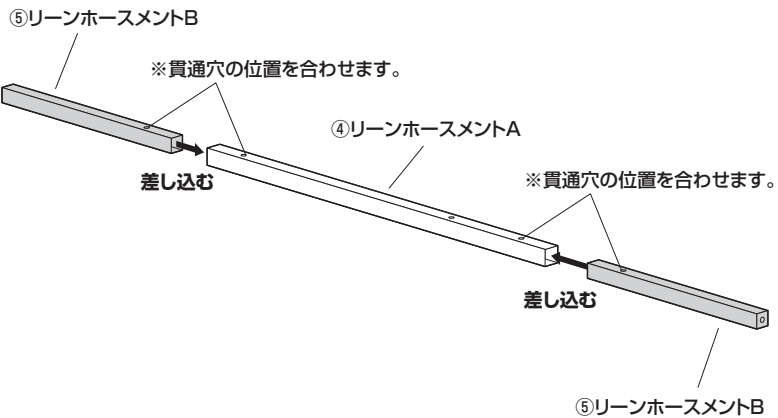 ⑤リーンホースメントB
※貫通穴の位置を合わせます。
④リーンホースメントA
差し込む
※貫通穴の位置を合わせます。
差し込む
⑤リーンホースメントB